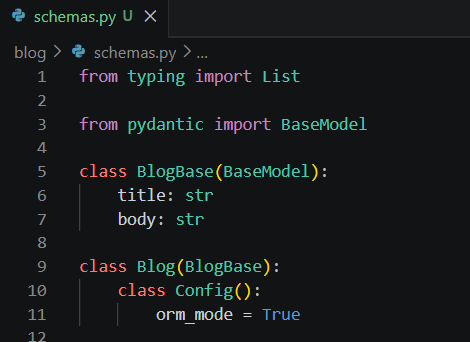 schemas.py U ×
blog > schemas.py > ...
1 from typing import List
2
3 from pydantic import BaseModel
4
5 class BlogBase(BaseModel):
6     title: str
7     body: str
8
9 class Blog(BlogBase):
10     class Config():
11         orm_mode = True
12